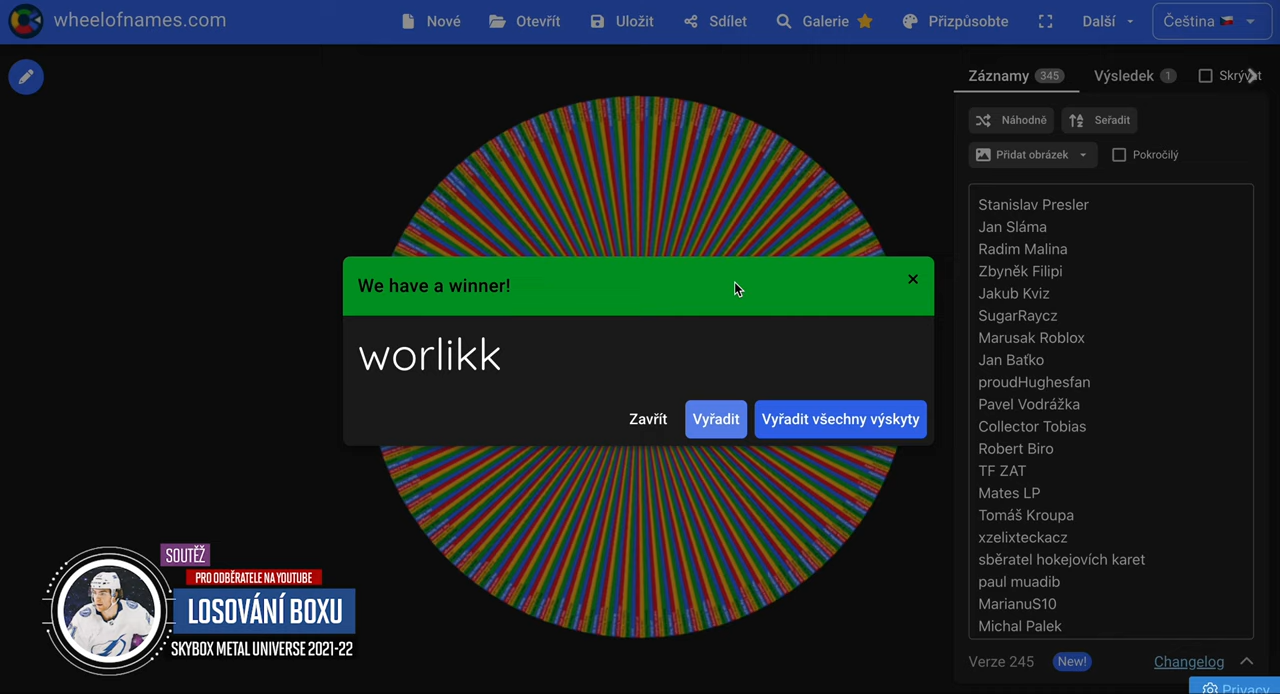 wheelofnames.com
Nové
Otevřít
Uložit
Sdílet
Galerie
Přizpůsobte
Další
Čeština
Záznamy 345
Výsledek 1
Náhodně
Seřadit
Přidat obrázek
Pokročilý
We have a winner!
worlikk
Zavřít
Vyřadit
Vyřadit všechny výskyty
Stanislav Presler
Jan Sláma
Radim Malina
Zbyněk Filipi
Jakub Kviz
SugarRaycz
Marusak Roblox
Jan Baťko
proudHughesfan
Pavel Vodrážka
Collector Tobias
Robert Biro
TF ZAT
Mates LP
Tomáš Kroupa
xzelixteckacz
sběratel hokejových karet
paul muadib
MarianuS10
Michal Palek
Verze 245
New!
Changelog
Privacy
SOUTĚŽ
PRO ODBĚRATELE NA YOUTUBE
LOSOVÁNÍ BOXU
SKYBOX METAL UNIVERSE 2021-22